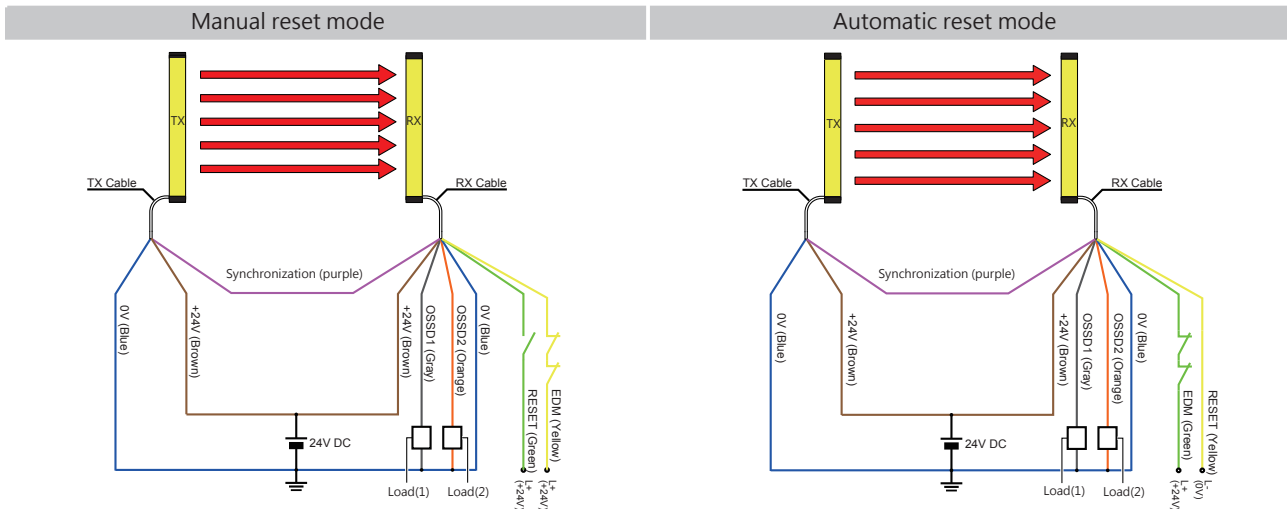 Manual reset mode
TX
RX
TX Cable
RX Cable
Synchronization (purple)
0V (Blue)
+24V (Brown)
+24V (Brown)
OSSD1 (Gray)
OSSD2 (Orange)
0V (Blue)
RESET (Green)
EDM (Yellow)
24V DC
Load(1)
Load(2)
L+
(+24V)
L+
(+24V)
Automatic reset mode
TX
RX
TX Cable
RX Cable
Synchronization (purple)
0V (Blue)
+24V (Brown)
+24V (Brown)
OSSD1 (Gray)
OSSD2 (Orange)
0V (Blue)
EDM (Green)
RESET (Yellow)
24V DC
Load(1)
Load(2)
L+
(+24V)
L-
(0V)